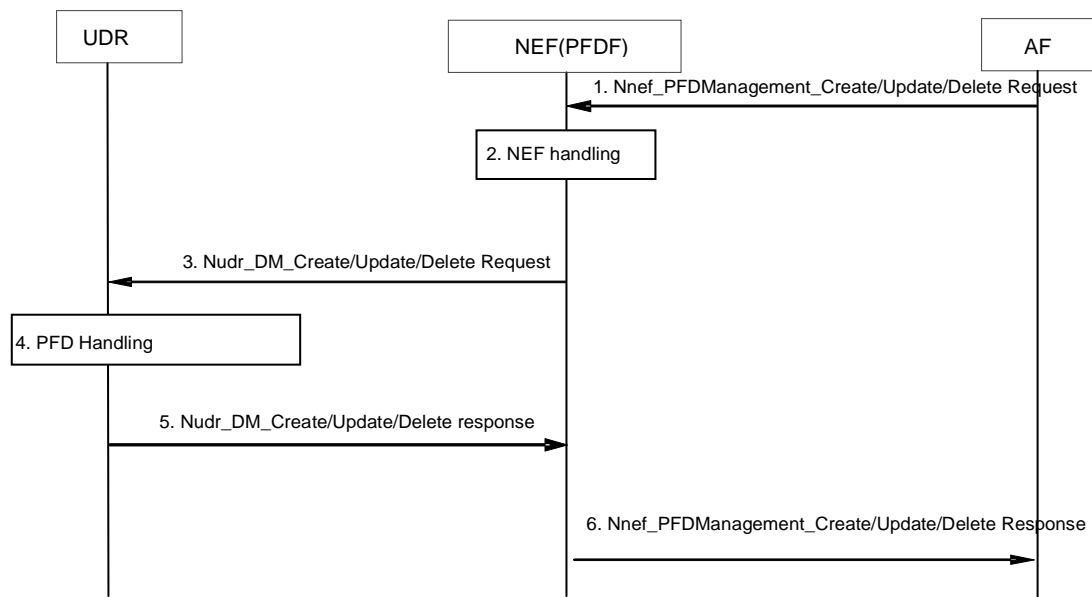 UDR
NEF(PFDF)
AF
1. Nnef_PFDManagement_Create/Update/Delete Request
2. NEF handling
3. Nudr_DM_Create/Update/Delete Request
4. PFD Handling
5. Nudr_DM_Create/Update/Delete response
6. Nnef_PFDManagement_Create/Update/Delete Response